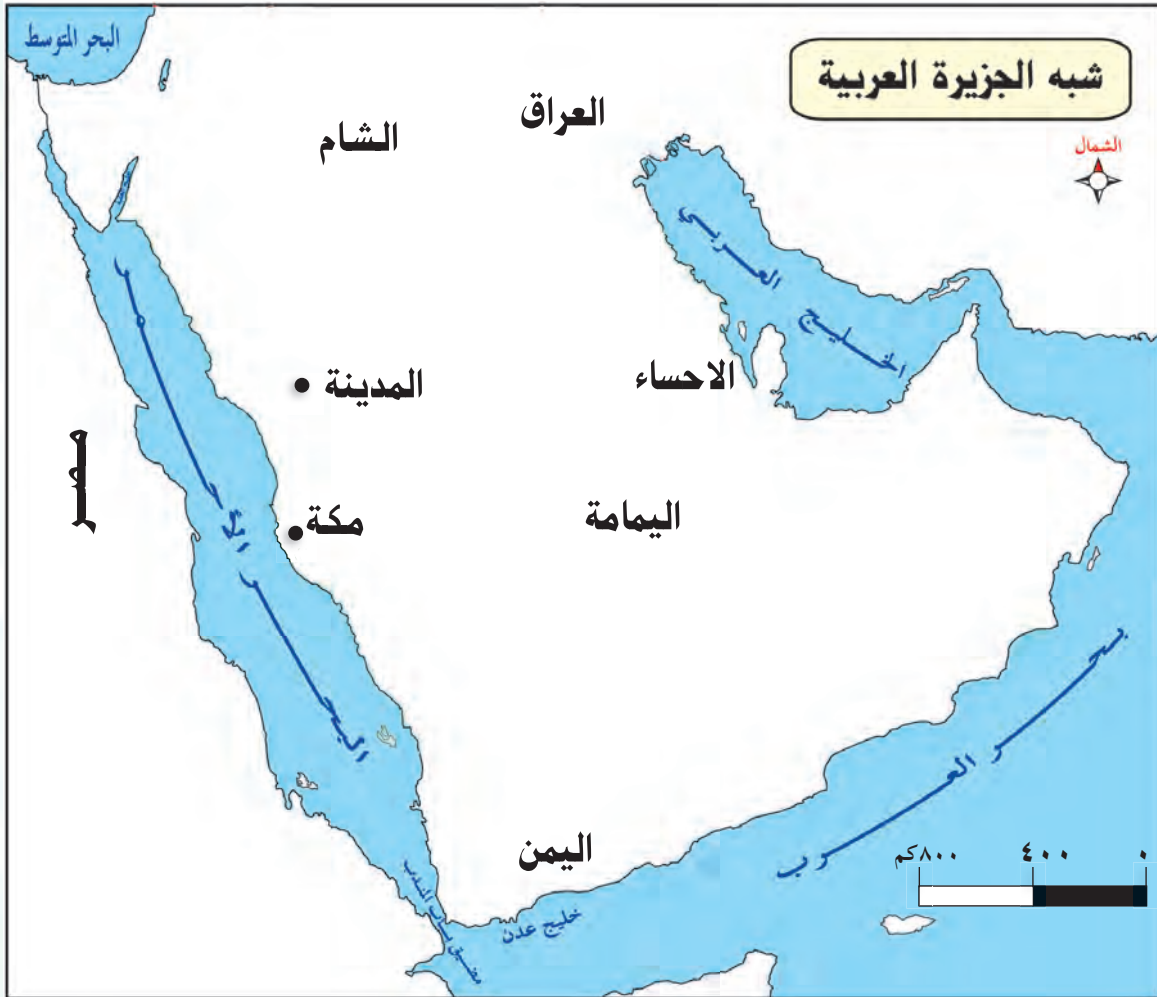 شبه الجزيرة العربية
البحر المتوسط
العراق
الشام
الشمال
الخليج العربي
الاحساء
المدينة
مصر
اليمامة
مكة
البحر الأحمر
بحر العرب
اليمن
٨٠٠كم ٤٠٠ ٠
خليج عدن
مضيق باب المندب